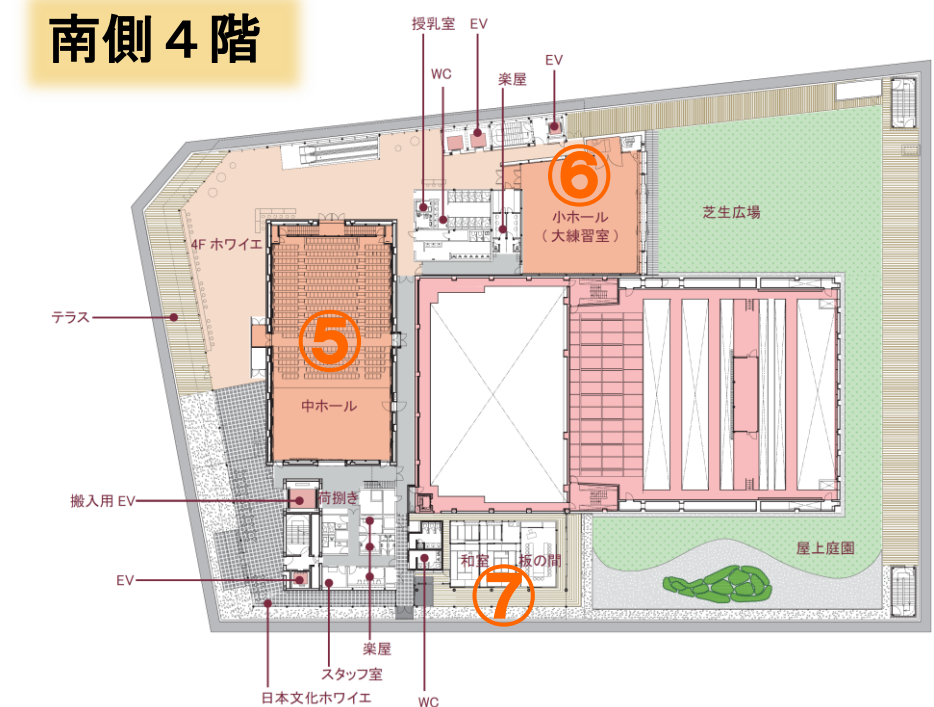 南側４階
授乳室
EV
WC
楽屋
EV
⑥
小ホール
（大練習室）
芝生広場
4F ホワイエ
テラス
⑤
中ホール
搬入用 EV
荷捌き
EV
和室
板の間
⑦
屋上庭園
楽屋
スタッフ室
日本文化ホワイエ
WC